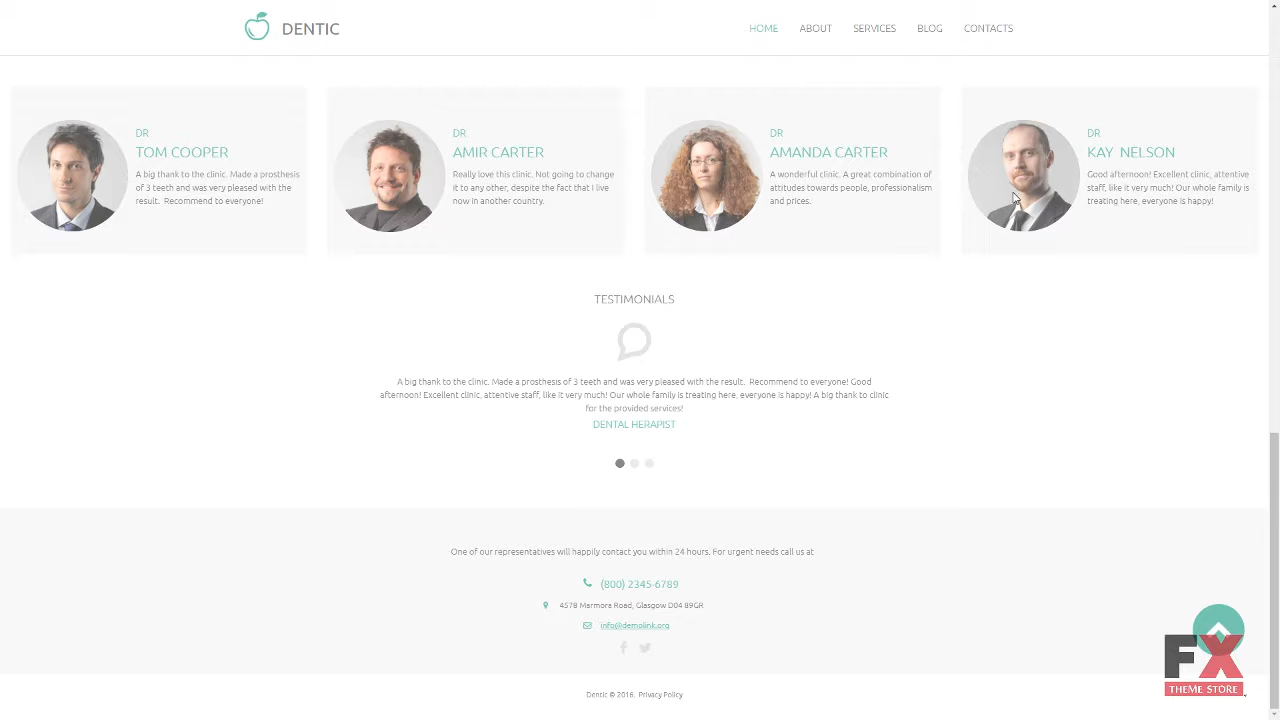 DENTIC
HOME ABOUT SERVICES BLOG CONTACTS
DR
TOM COOPER
A big thank to the clinic. Made a prosthesis
of 3 teeth and was very pleased with the
result. Recommend to everyone!
DR
AMIR CARTER
Really love this clinic. Not going to change
it to any other, despite the fact that I live
now in another country.
DR
AMANDA CARTER
A wonderful clinic. A great combination of
attitudes towards people, professionalism
and prices.
DR
KAY NELSON
Good afternoon! Excellent clinic, attentive
staff, like it very much! Our whole family is
treating here, everyone is happy!
TESTIMONIALS
A big thank to the clinic. Made a prosthesis of 3 teeth and was very pleased with the result. Recommend to everyone! Good
afternoon! Excellent clinic, attentive staff, like it very much! Our whole family is treating here, everyone is happy! A big thank to clinic
for the provided services!
DENTAL HERAPIST
One of our representatives will happily contact you within 24 hours. For urgent needs call us at
(800) 2345-6789
4578 Marmora Road, Glasgow D04 89GR
info@demolink.org
Dentic © 2016. Privacy Policy
FX
THEME STORE